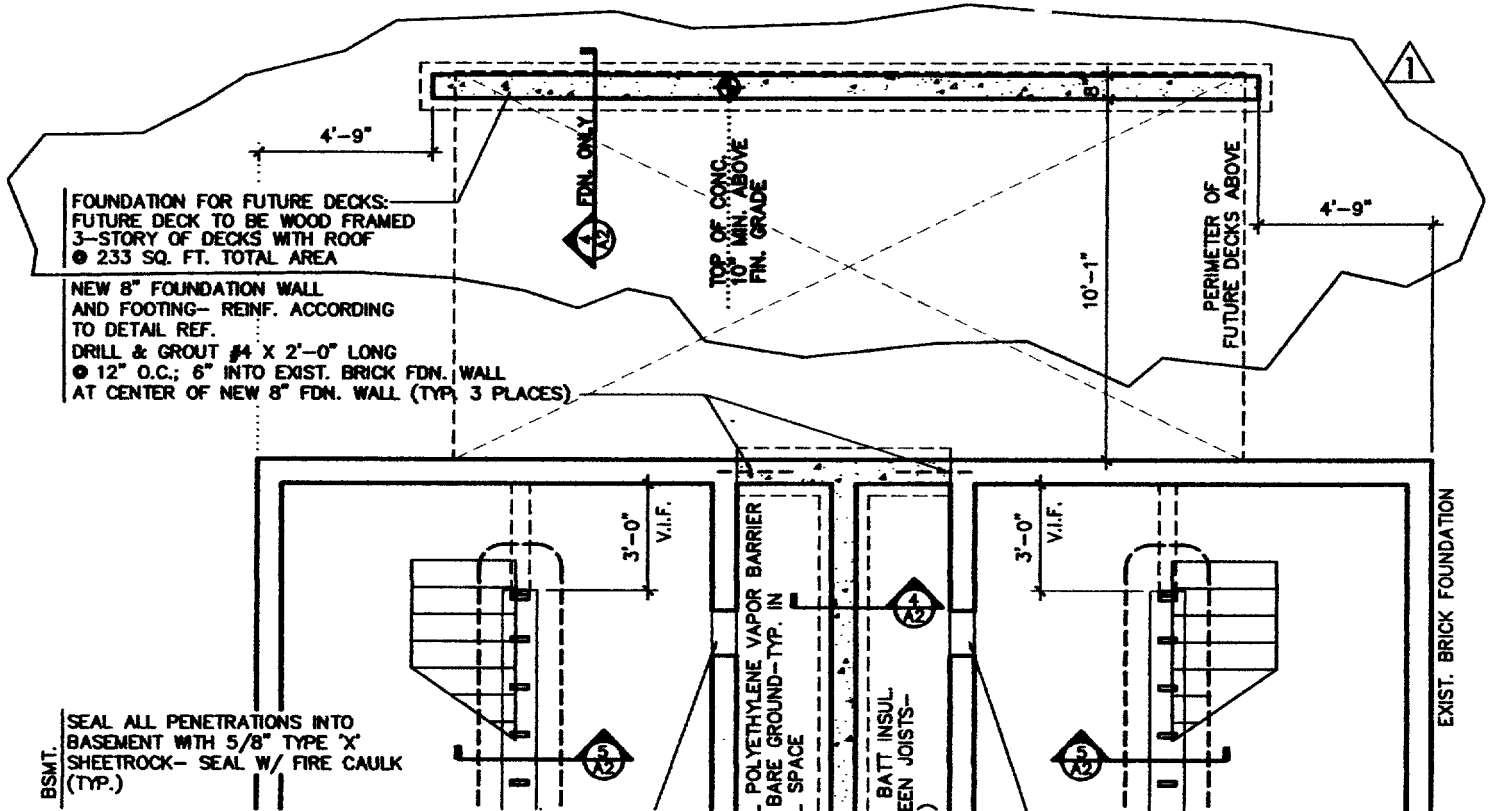 1
4'-9"
8"
FDN. ONLY
4
A2
TOP OF CONC.
10" MIN. ABOVE
FIN. GRADE
PERIMETER OF
FUTURE DECKS ABOVE
4'-9"
10'-1"
FOUNDATION FOR FUTURE DECKS:
FUTURE DECK TO BE WOOD FRAMED
3-STORY OF DECKS WITH ROOF
@ 233 SQ. FT. TOTAL AREA
NEW 8" FOUNDATION WALL
AND FOOTING- REINF. ACCORDING
TO DETAIL REF.
DRILL & GROUT #4 X 2'-0" LONG
@ 12" O.C.; 6" INTO EXIST. BRICK FDN. WALL
AT CENTER OF NEW 8" FDN. WALL (TYP. 3 PLACES)
3'-0"
V.I.F.
POLYETHYLENE VAPOR BARRIER
BARE GROUND-TYP. IN
SPACE
4
A2
BATT INSUL.
EEN JOISTS-
3'-0"
V.I.F.
EXIST. BRICK FOUNDATION
BSMT.
SEAL ALL PENETRATIONS INTO
BASEMENT WITH 5/8" TYPE 'X'
SHEETROCK- SEAL W/ FIRE CAULK
(TYP.)
5
A2
5
A2